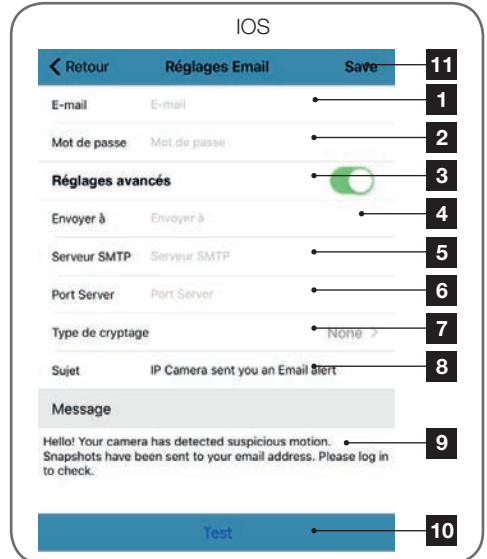 IOS
Retour Réglages Email Save 11
E-mail E-mail 1
Mot de passe Mot de passe 2
Réglages avancés 3
Envoyer à Envoyer à 4
Serveur SMTP Serveur SMTP 5
Port Server Port Server 6
Type de cryptage None 7
Sujet IP Camera sent you an Email alert 8
Message
Hello! Your camera has detected suspicious motion. 9
Snapshots have been sent to your email address. Please log in
to check.
Test 10